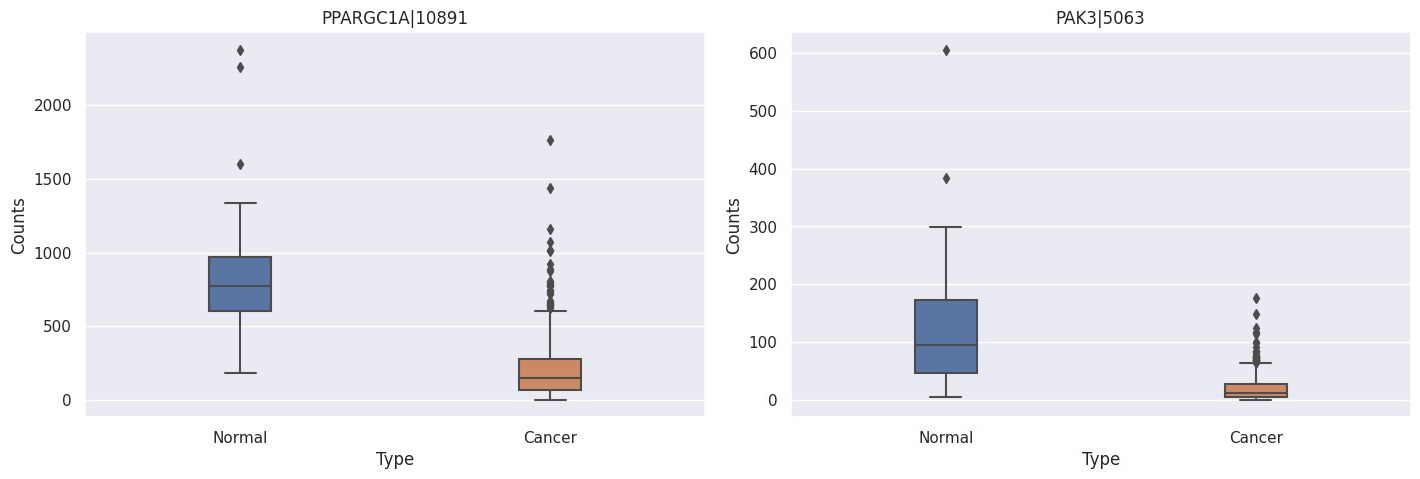 PPARGC1A|10891
Counts
2000
1500
1000
500
0
Normal
Cancer
Type
PAK3|5063
Counts
600
500
400
300
200
100
0
Normal
Cancer
Type